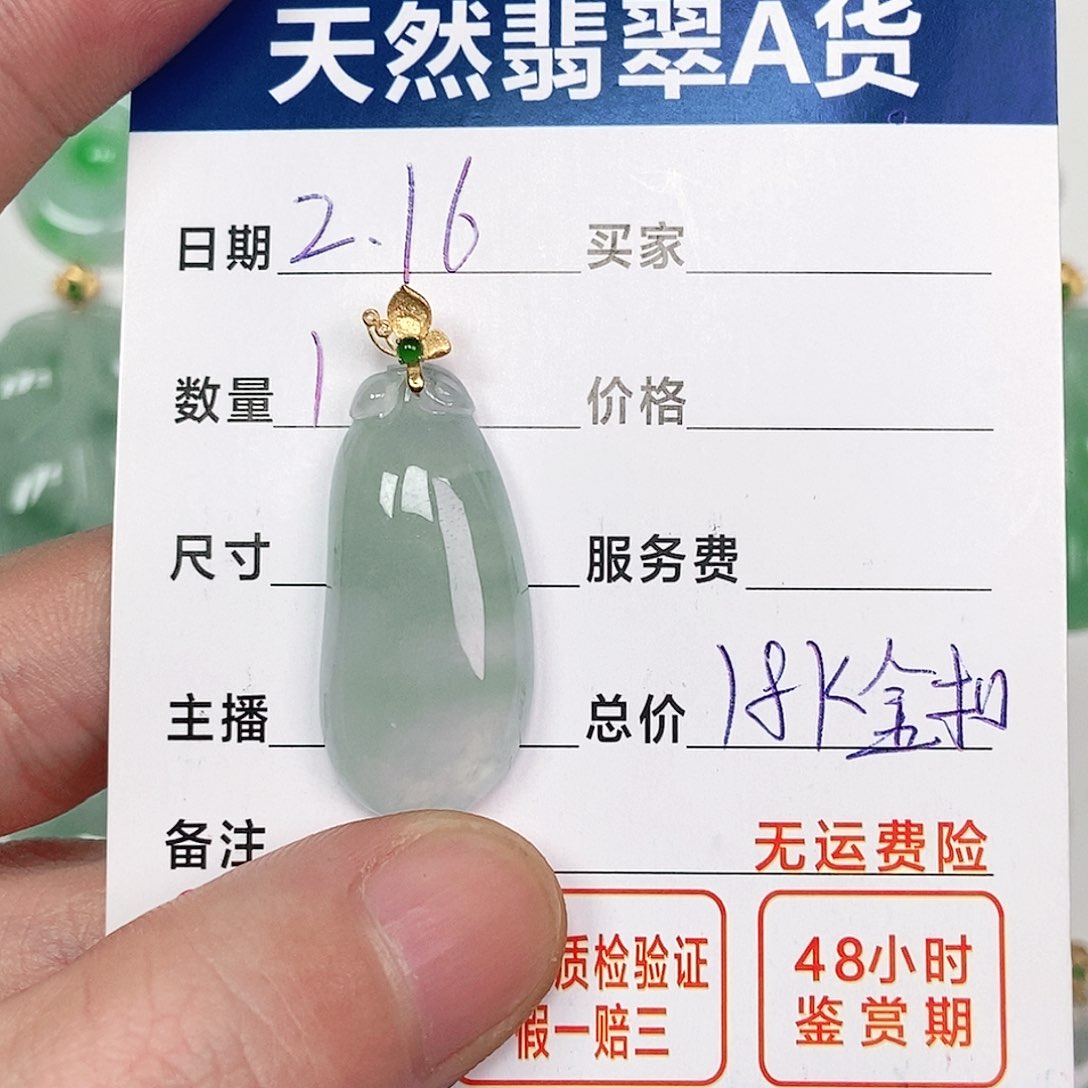 天然翡翠A货
日期 2.16 买家
数量 1 价格
尺寸 服务费
主播 总价 18K金扣
备注 无运费险
质检验证 48小时
假一赔三 鉴赏期